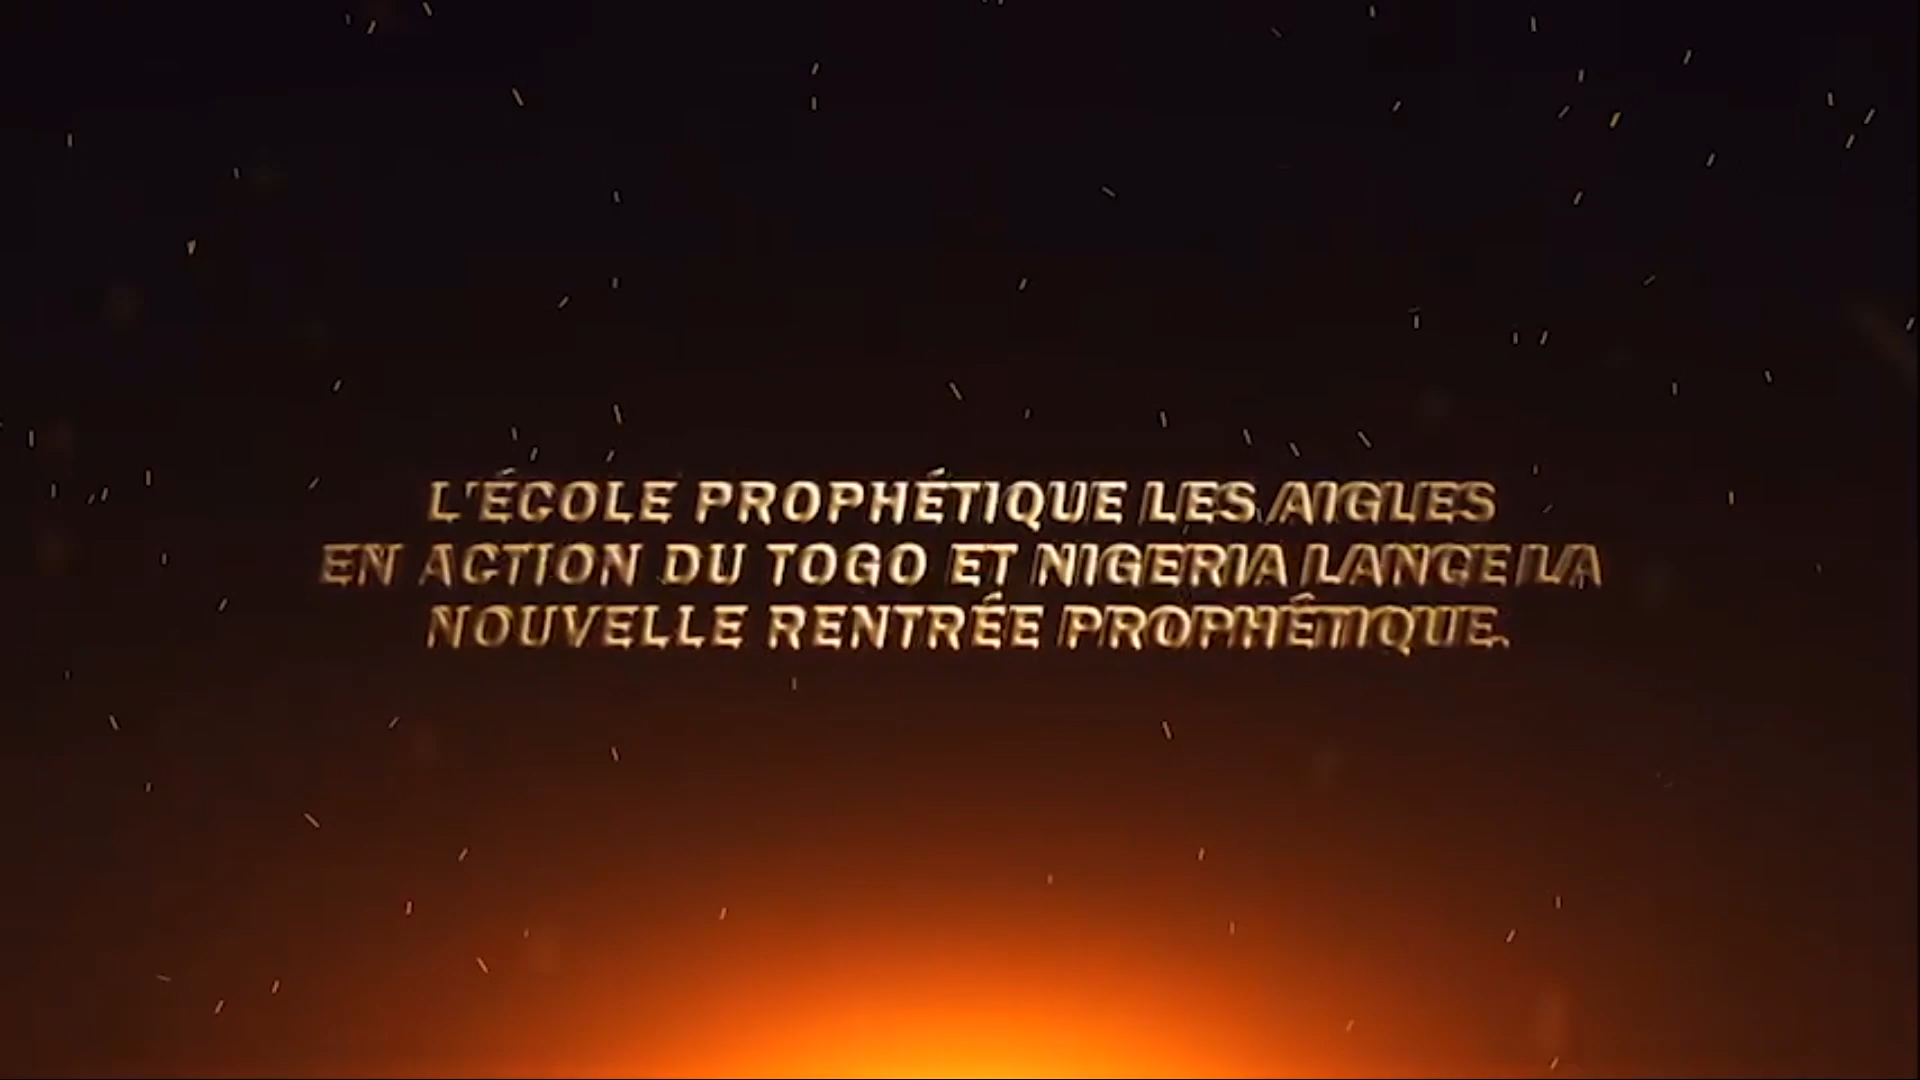 L'ÉCOLE PROPHÉTIQUE LES AIGLES
EN ACTION DU TOGO ET NIGERIA LANCE LA
NOUVELLE RENTRÉE PROPHÉTIQUE.